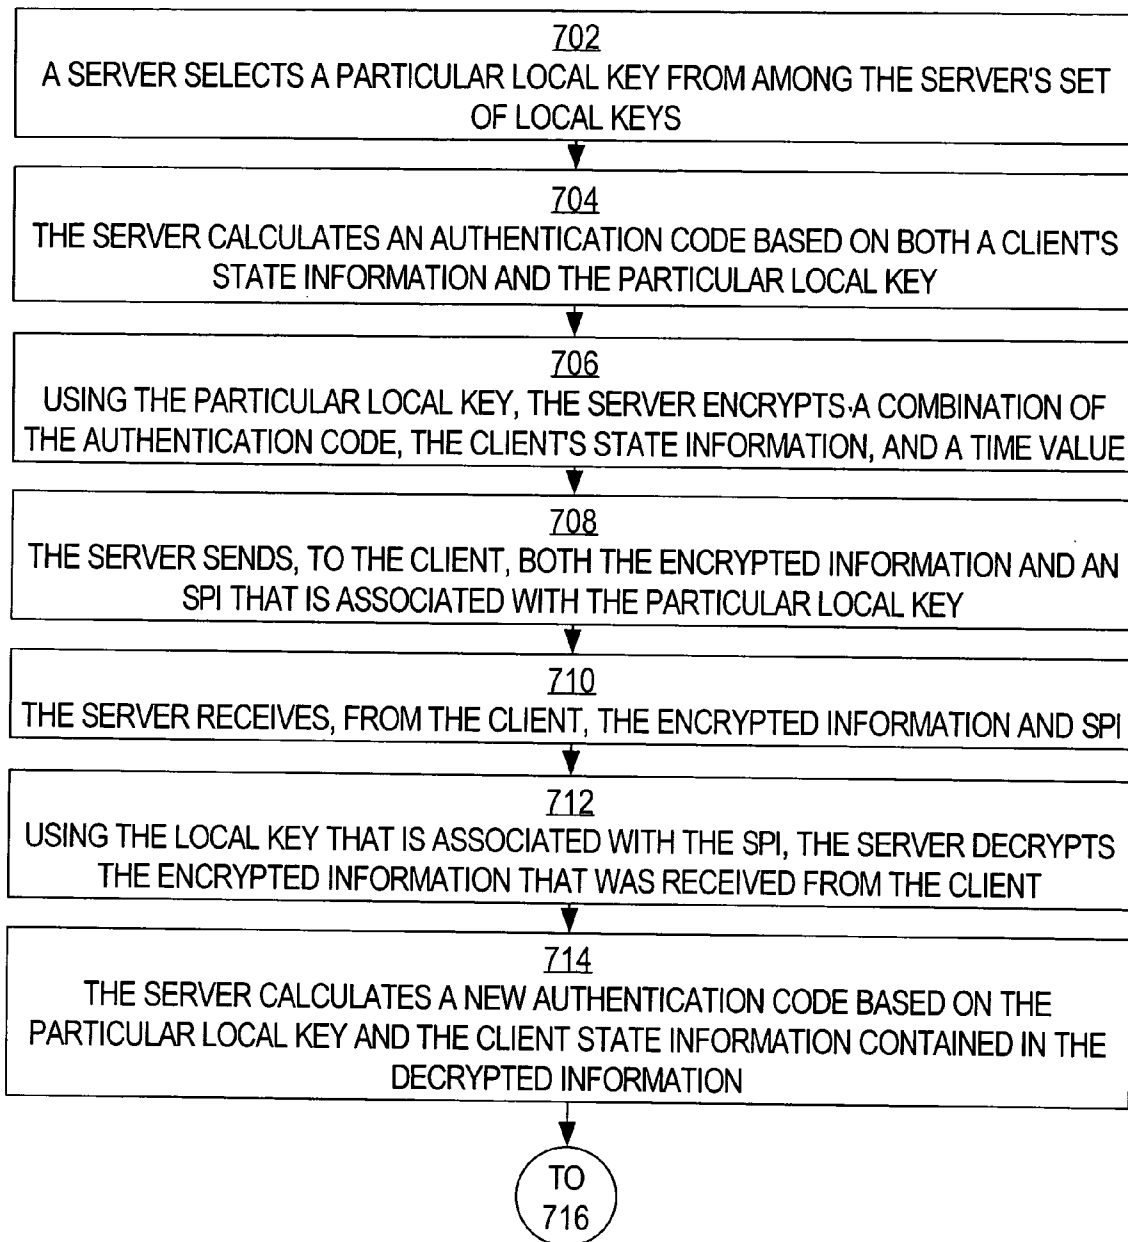 702
A SERVER SELECTS A PARTICULAR LOCAL KEY FROM AMONG THE SERVER'S SET
OF LOCAL KEYS
704
THE SERVER CALCULATES AN AUTHENTICATION CODE BASED ON BOTH A CLIENT'S
STATE INFORMATION AND THE PARTICULAR LOCAL KEY
706
USING THE PARTICULAR LOCAL KEY, THE SERVER ENCRYPTS A COMBINATION OF
THE AUTHENTICATION CODE, THE CLIENT'S STATE INFORMATION, AND A TIME VALUE
708
THE SERVER SENDS, TO THE CLIENT, BOTH THE ENCRYPTED INFORMATION AND AN
SPI THAT IS ASSOCIATED WITH THE PARTICULAR LOCAL KEY
710
THE SERVER RECEIVES, FROM THE CLIENT, THE ENCRYPTED INFORMATION AND SPI
712
USING THE LOCAL KEY THAT IS ASSOCIATED WITH THE SPI, THE SERVER DECRYPTS
THE ENCRYPTED INFORMATION THAT WAS RECEIVED FROM THE CLIENT
714
THE SERVER CALCULATES A NEW AUTHENTICATION CODE BASED ON THE
PARTICULAR LOCAL KEY AND THE CLIENT STATE INFORMATION CONTAINED IN THE
DECRYPTED INFORMATION
TO
716